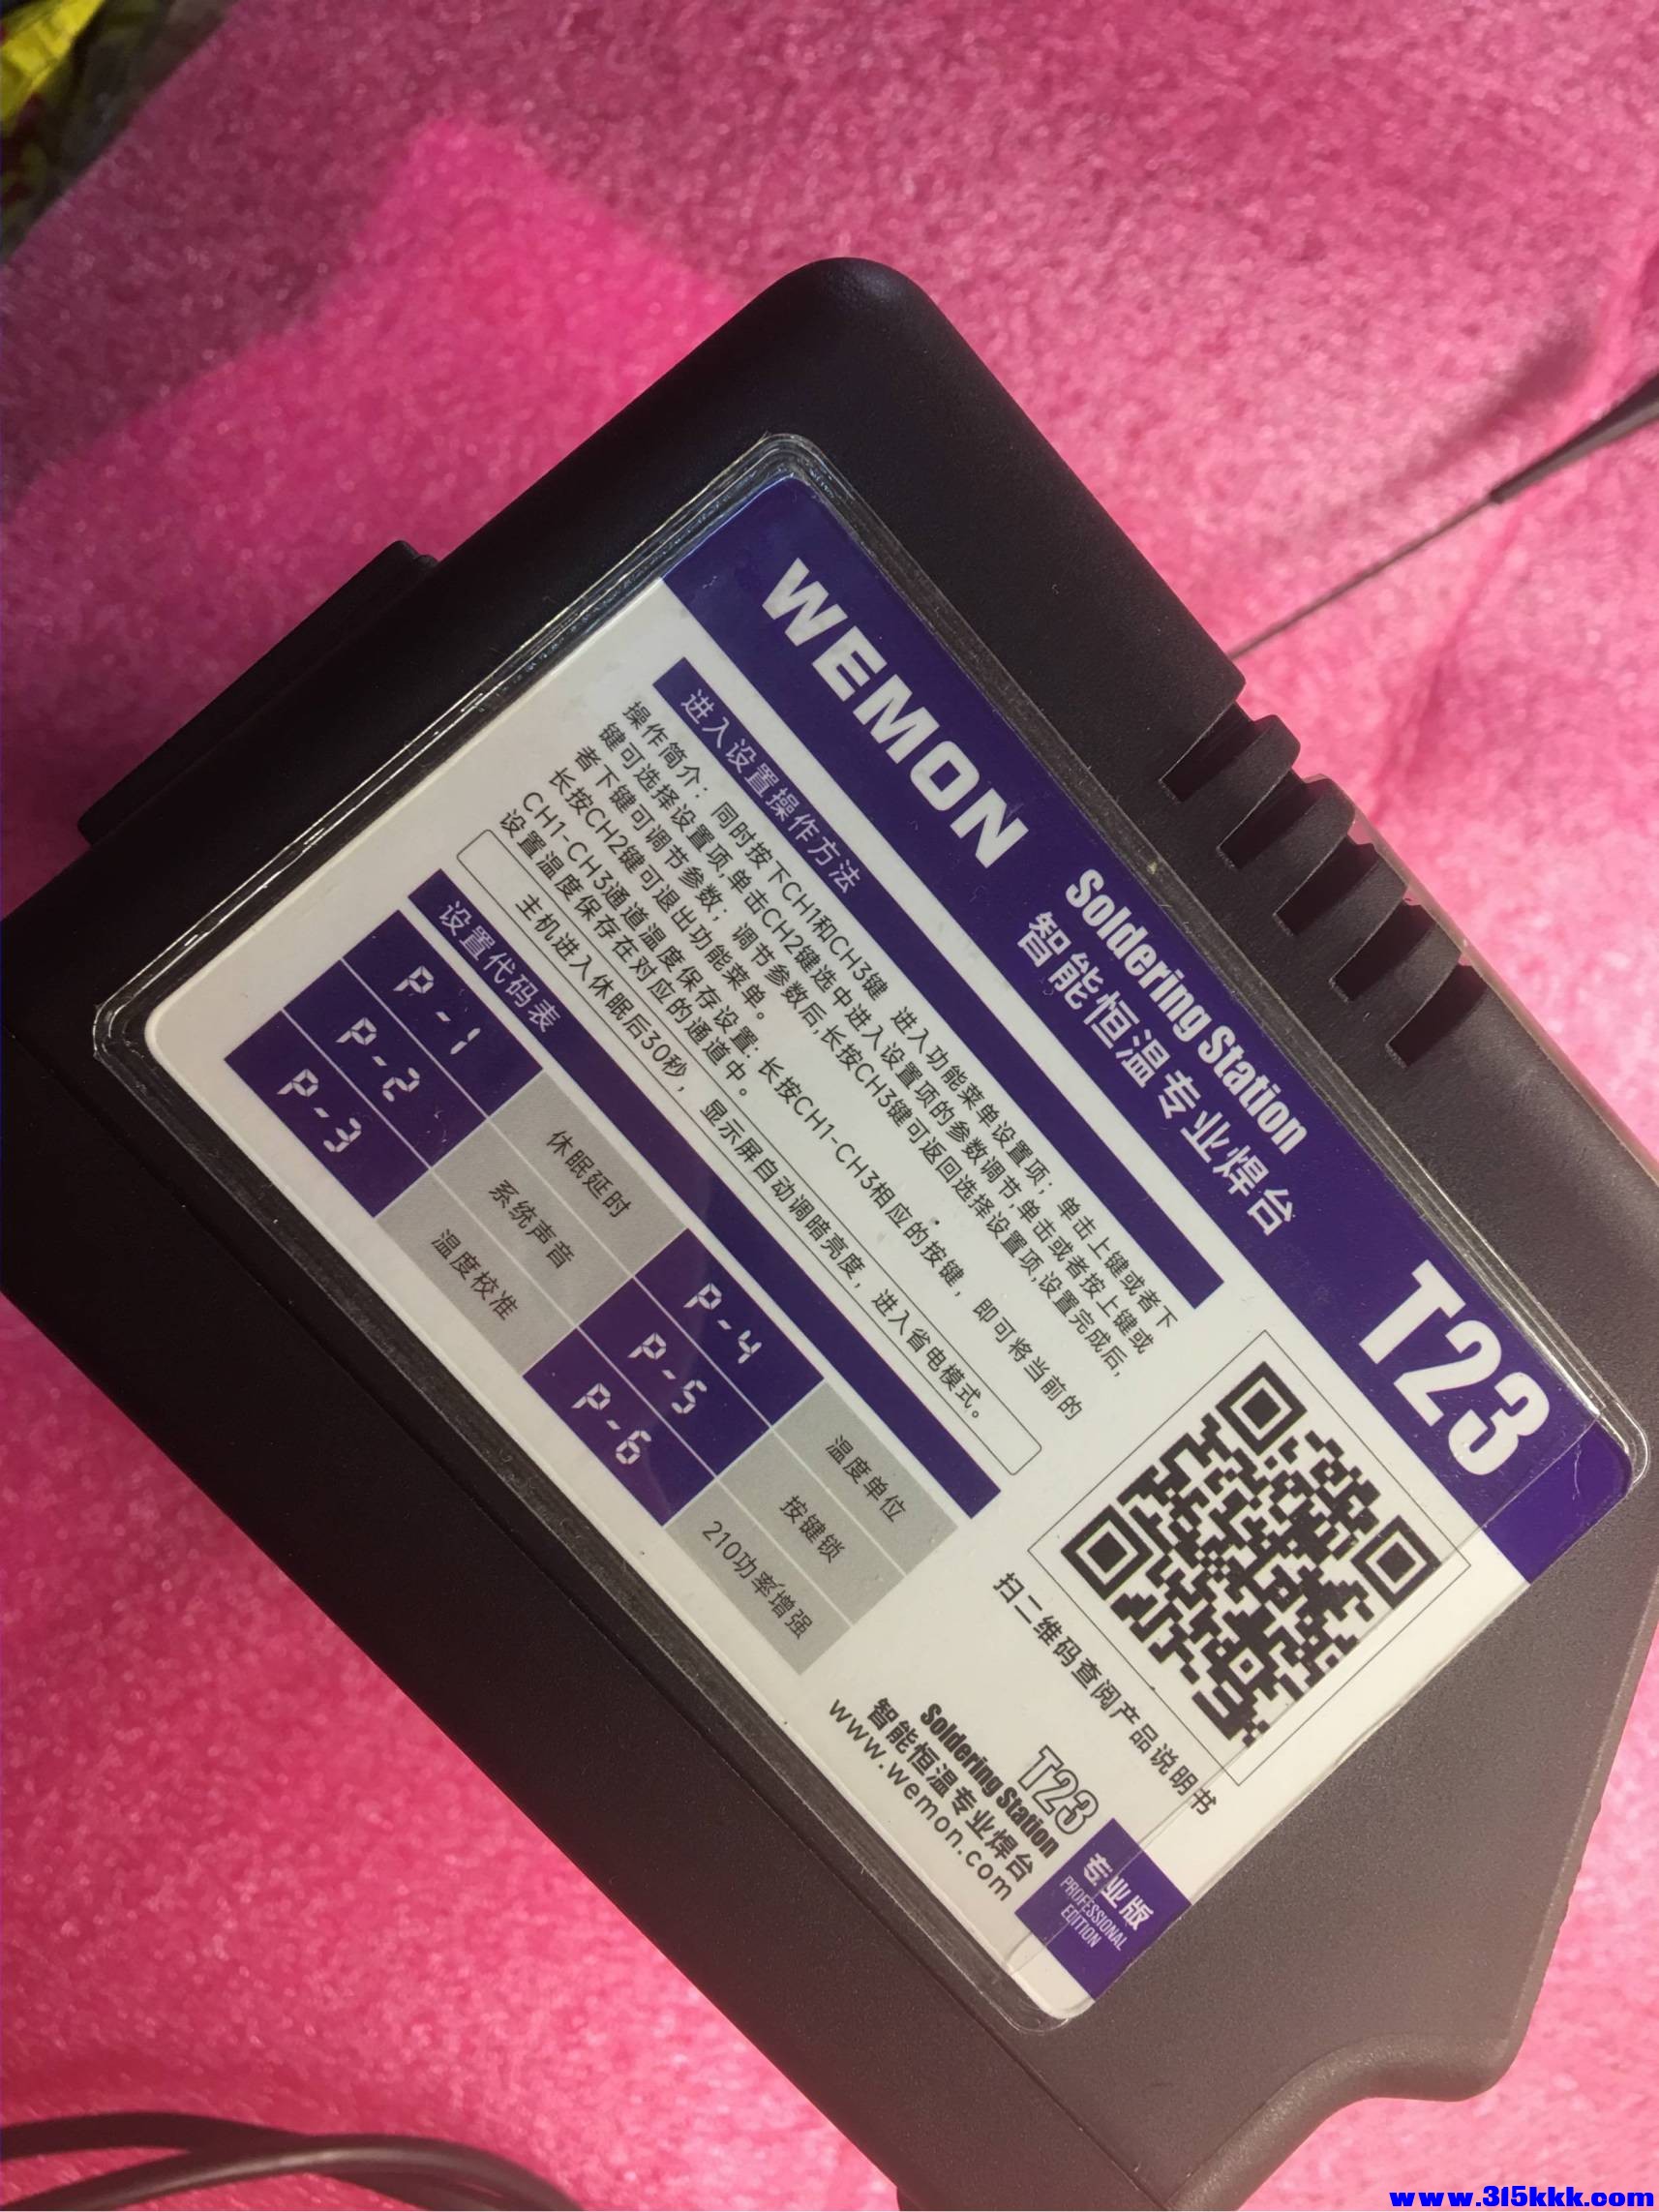 WEMON
Soldering Station
智能恒温专业焊台
T23
进入设置操作方法
操作简介：同时按下CH1和CH3键 进入功能菜单设置项；单击上键或者下
键可选择设置项,单击CH2键选中进入设置项的参数调节,单击或者按上键或
者下键可调节参数；调节参数后,长按CH3键可返回选择设置项,设置完成后,
长按CH2键可退出功能菜单。
CH1-CH3通道温度保存设置: 长按CH1-CH3相应的按键，即可将当前的
设置温度保存在对应的通道中。
主机进入休眠后30秒，显示屏自动调暗亮度，进入省电模式。
设置代码表
P-1 休眠延时 P-4 温度单位
P-2 系统声音 P-5 按键锁
P-3 温度校准 P-6 210功率增强
扫二维码查阅产品说明书
T23
Soldering Station
智能恒温专业焊台
www.wemon.com
专业版
PROFESSIONAL
EDITION
www.315kkk.com